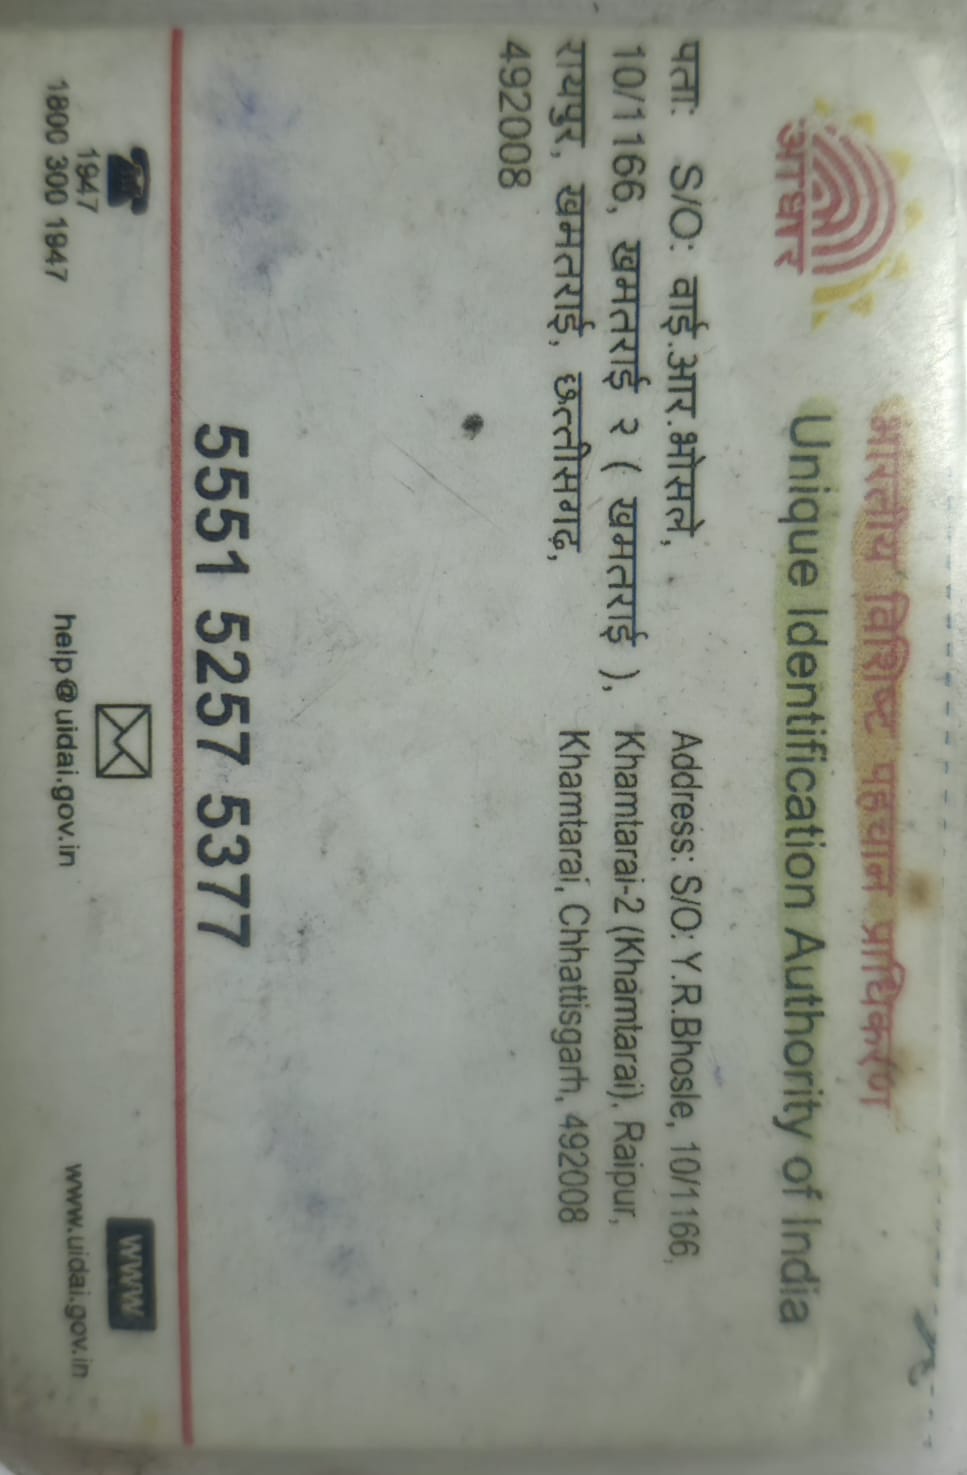 भारतीय विशिष्ट पहचान प्राधिकरण
Unique Identification Authority of India
आधार
पता: S/O: वाई.आर.भोसले,
10/1166, खमतराई २ ( खमतराई ),
रायपुर, खमतराई, छत्तीसगढ़,
492008
Address: S/O: Y.R.Bhosle, 10/1166,
Khamtarai-2 (Khamtarai), Raipur,
Khamtarai, Chhattisgarh, 492008
5551 5257 5377
1947
1800 300 1947
help@uidai.gov.in
www
www.uidai.gov.in